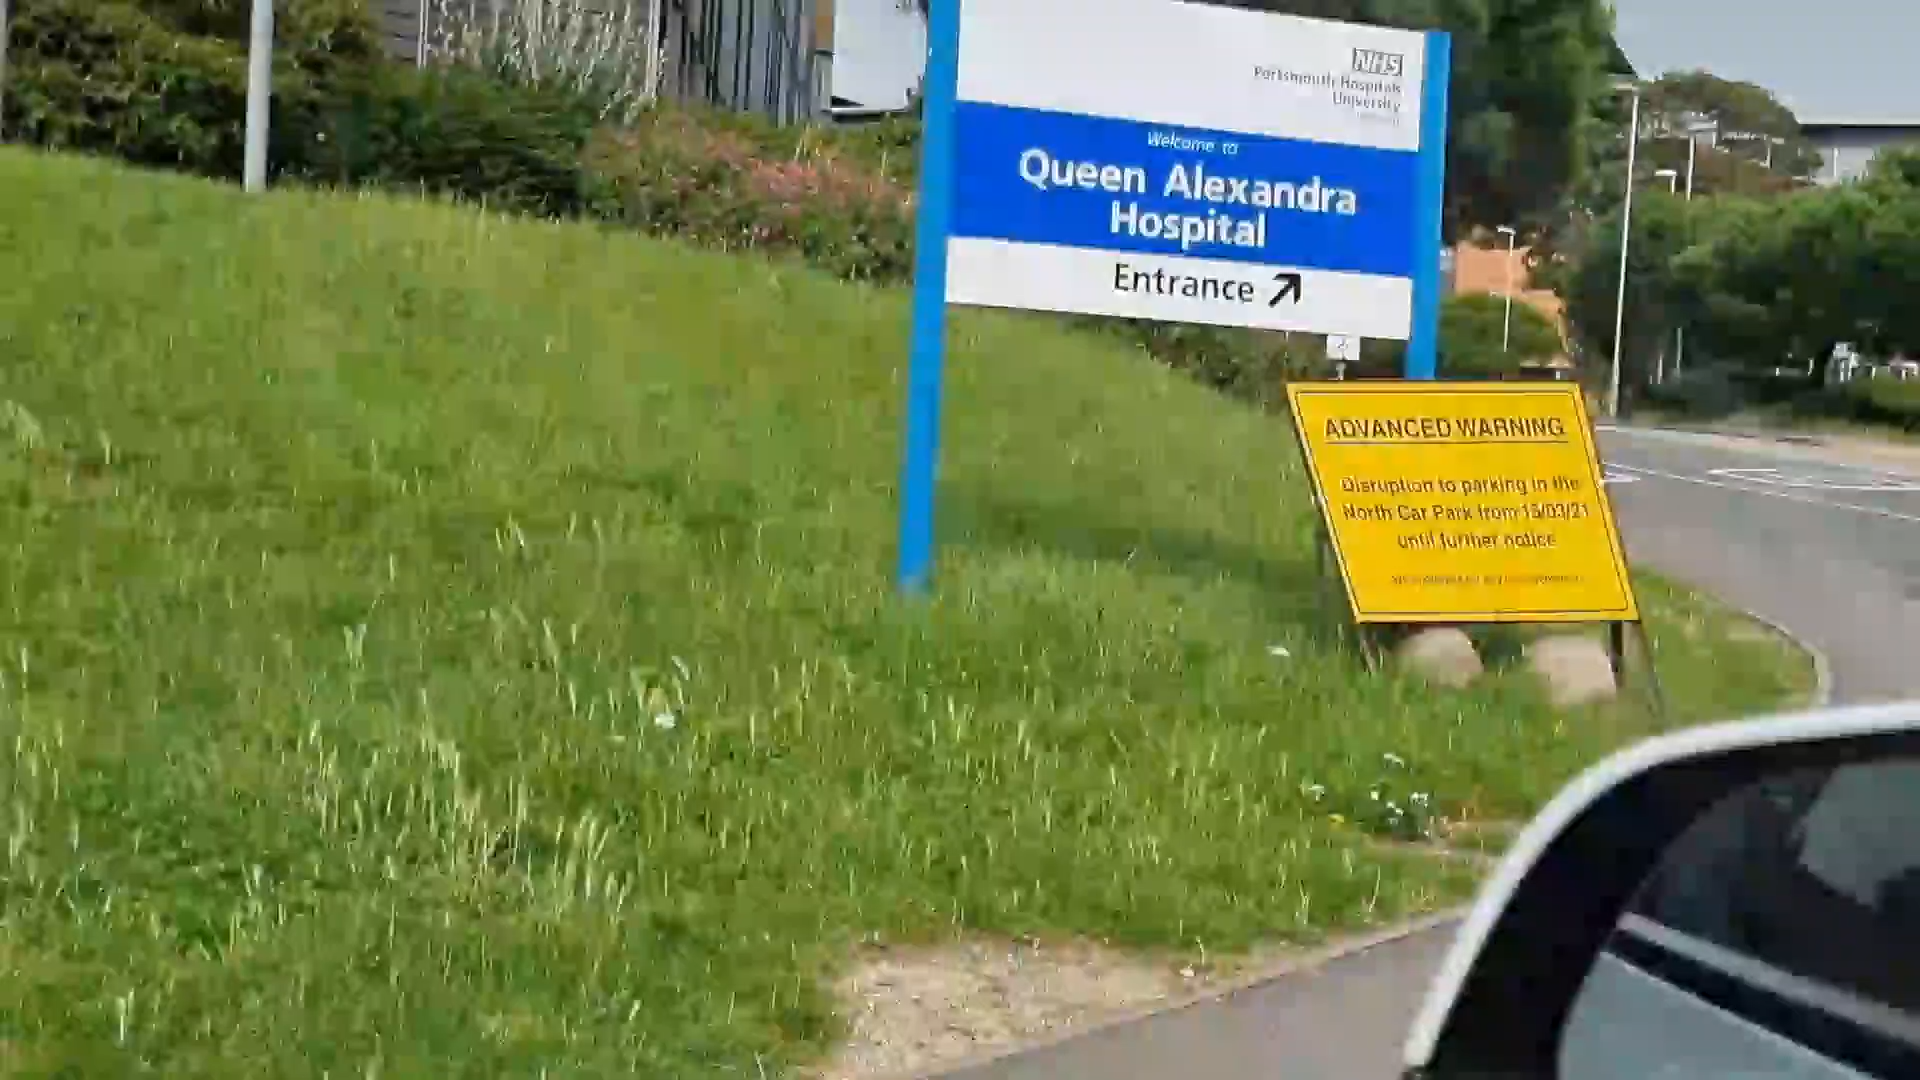 NHS
Portsmouth Hospitals
University
Welcome to
Queen Alexandra
Hospital
Entrance
ADVANCED WARNING
Disruption to parking in the
North Car Park from 15/03/21
until further notice